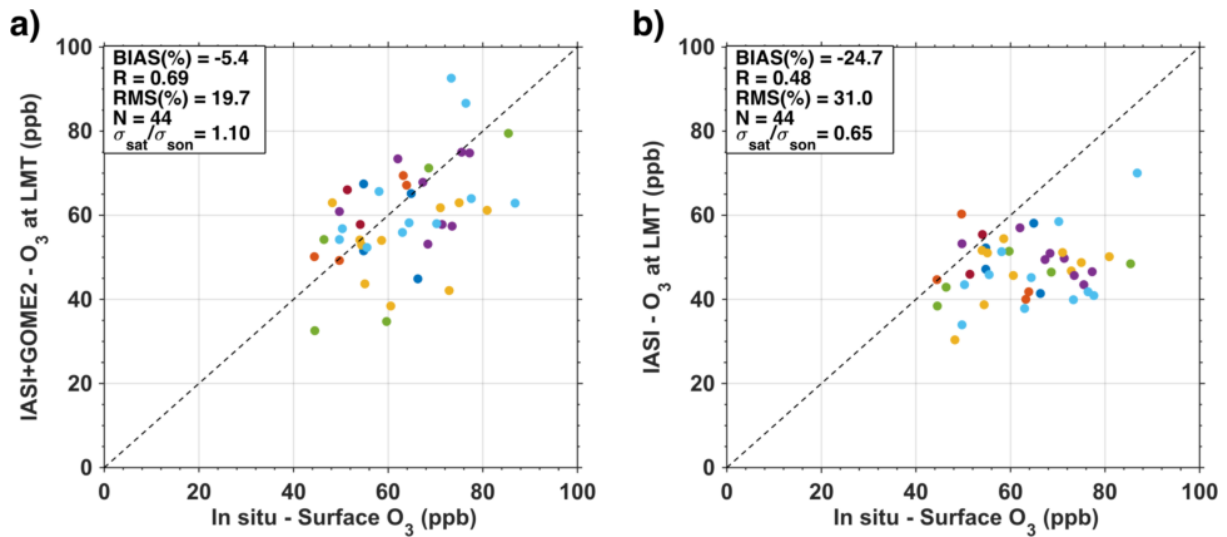 a)
BIAS(%) = -5.4
R = 0.69
RMS(%) = 19.7
N = 44
σsat/σson = 1.10
IASI+GOME2 - O3 at LMT (ppb)
100
80
60
40
20
0
0 20 40 60 80 100
In situ - Surface O3 (ppb)
b)
BIAS(%) = -24.7
R = 0.48
RMS(%) = 31.0
N = 44
σsat/σson = 0.65
IASI - O3 at LMT (ppb)
100
80
60
40
20
0
0 20 40 60 80 100
In situ - Surface O3 (ppb)